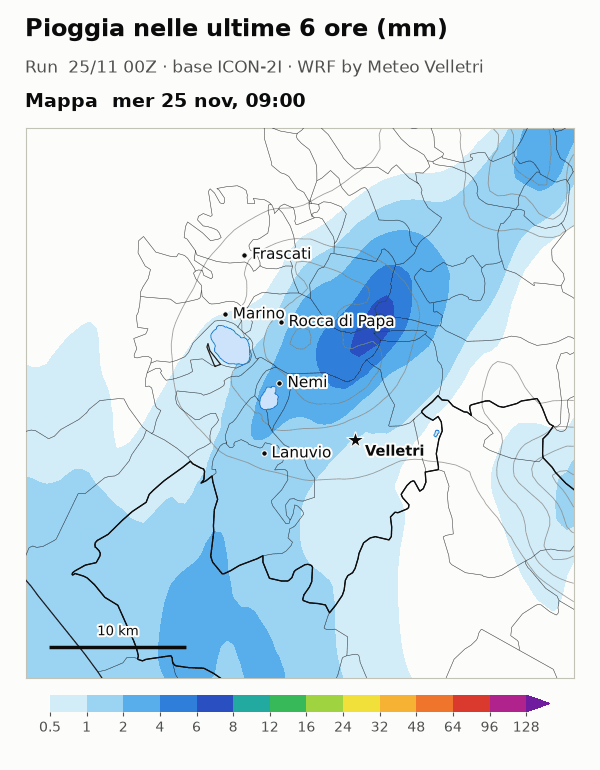 Pioggia nelle ultime 6 ore (mm)
Run  25/11 00Z · base ICON-2I · WRF by Meteo Velletri
Mappa  mer 25 nov, 09:00
Frascati
Marino
Rocca di Papa
Nemi
Velletri
Lanuvio
10 km
0.5 1 2 4 6 8 12 16 24 32 48 64 96 128